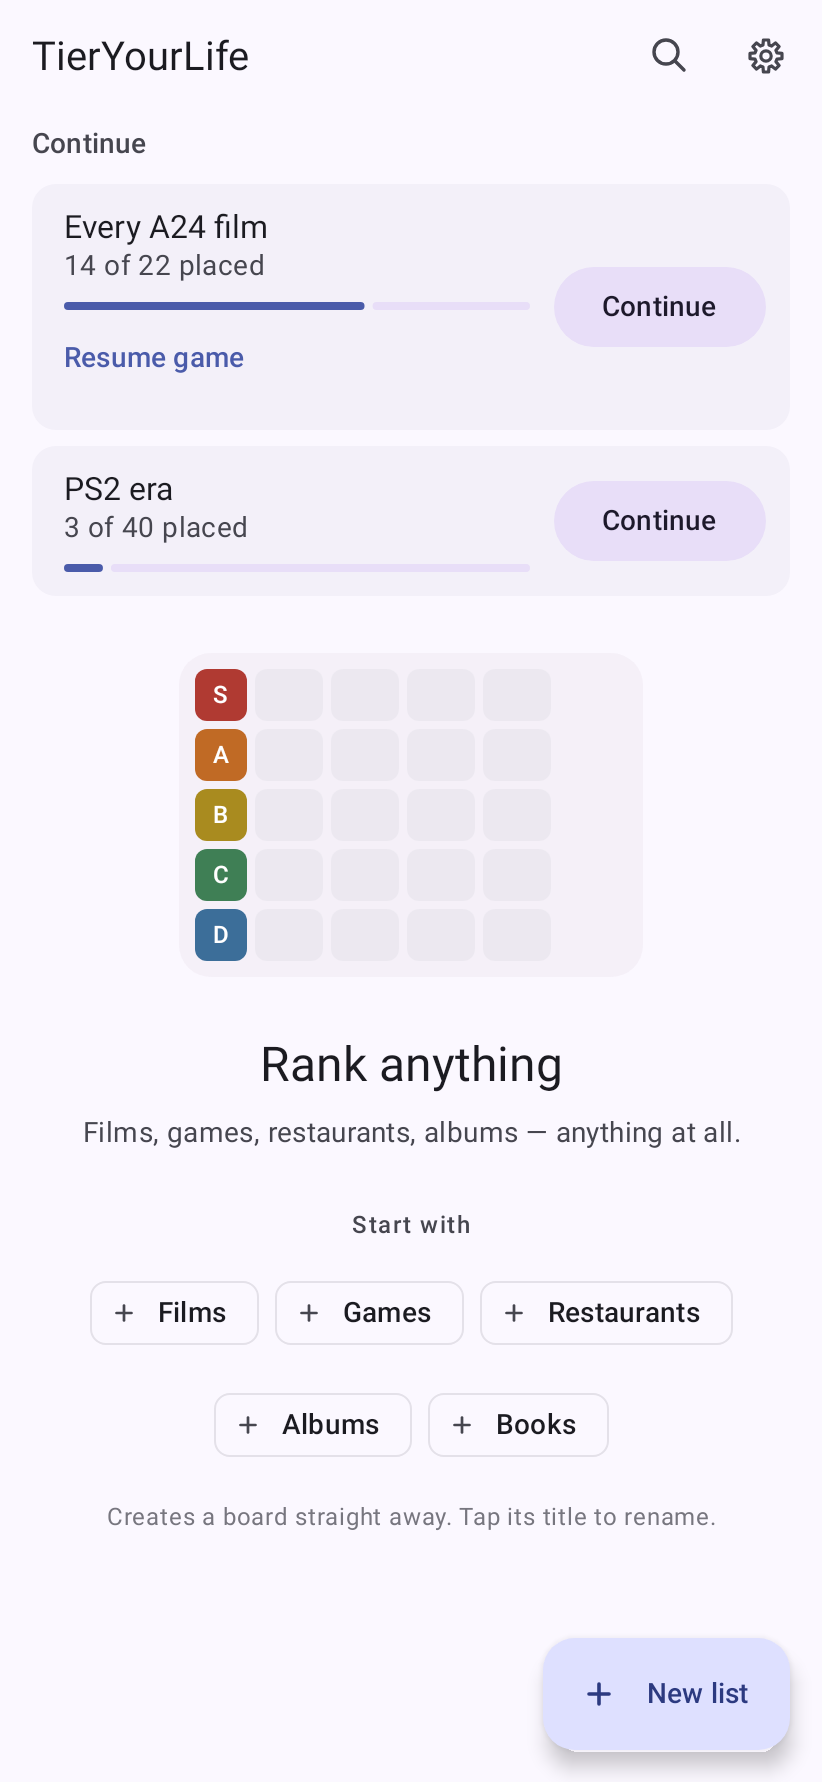 TierYourLife
Continue
Every A24 film
14 of 22 placed
Continue
Resume game
PS2 era
3 of 40 placed
Continue
S
A
B
C
D
Rank anything
Films, games, restaurants, albums — anything at all.
Start with
+ Films + Games + Restaurants
+ Albums + Books
Creates a board straight away. Tap its title to rename.
+ New list